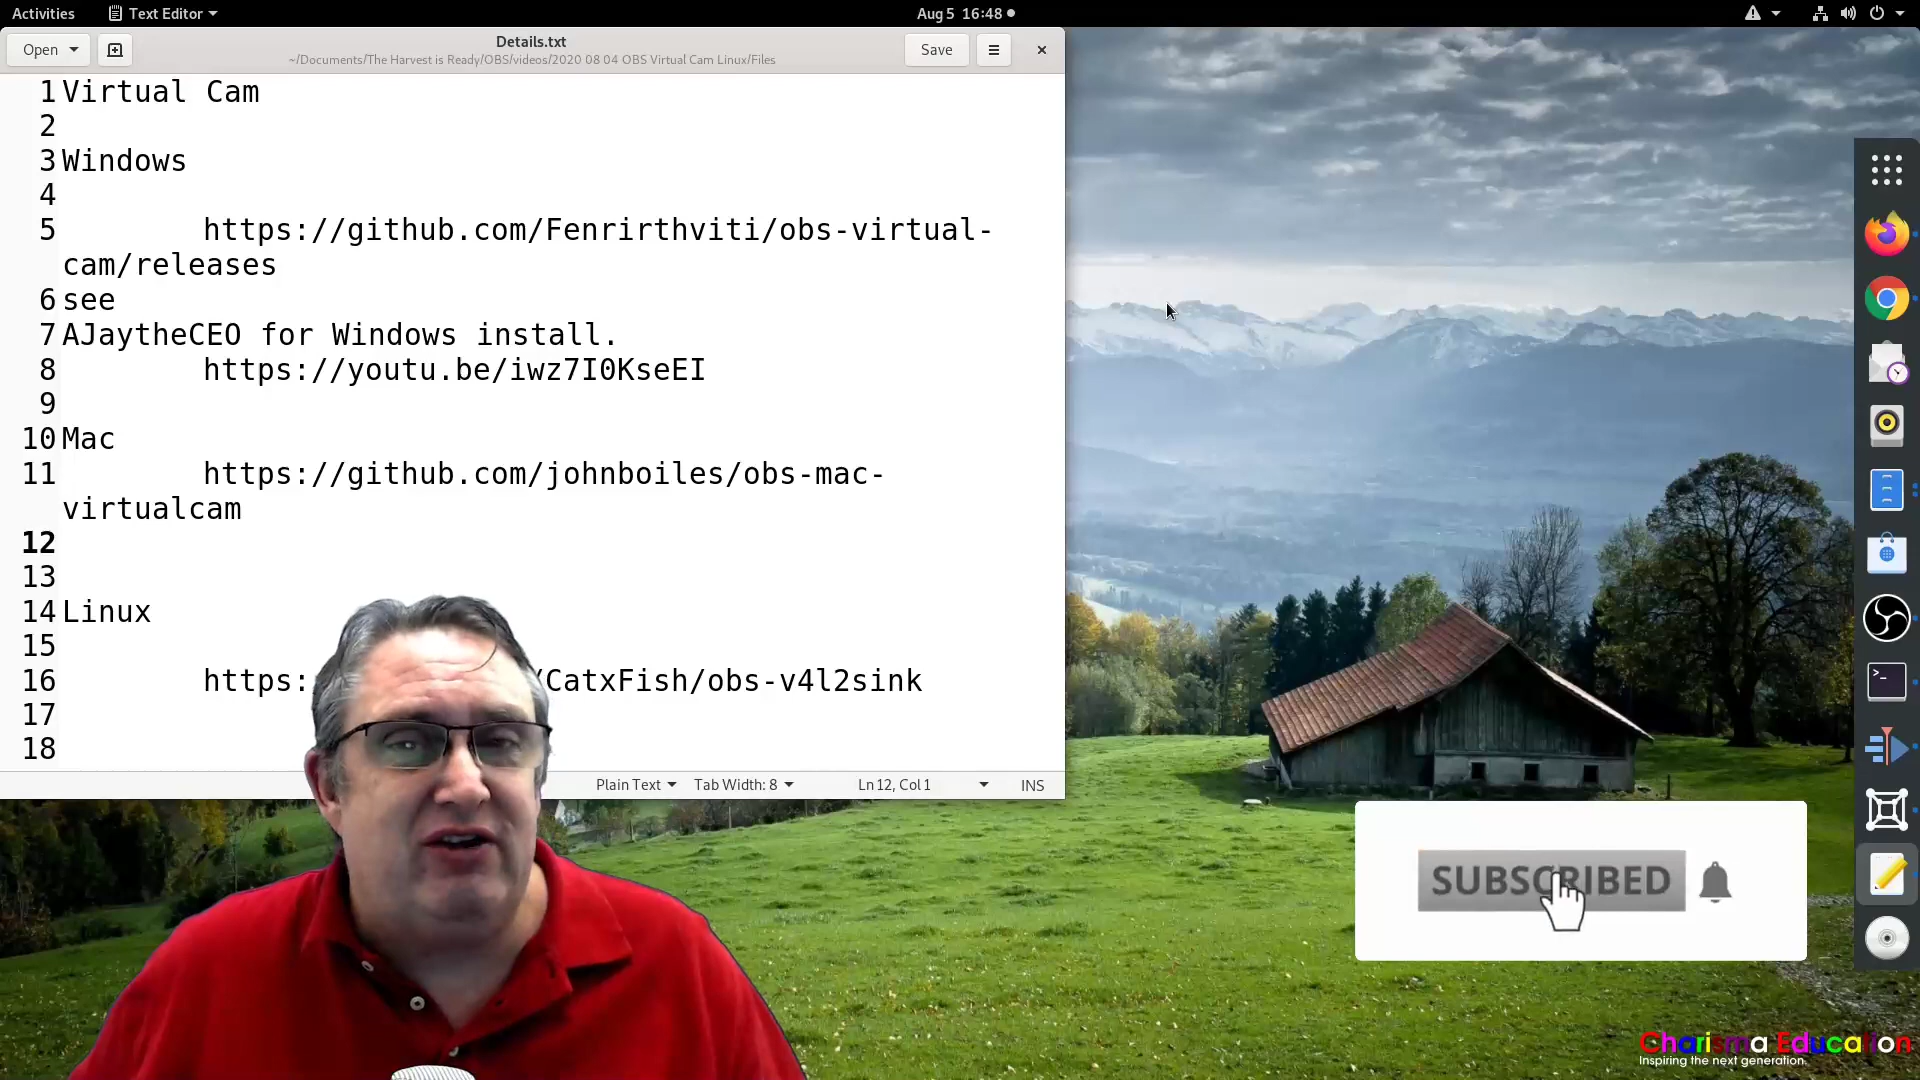 Activities Text Editor Aug 5 16:48
Open Details.txt Save
~/Documents/The Harvest is Ready/OBS/videos/2020 08 04 OBS Virtual Cam Linux/Files
1 Virtual Cam
2
3 Windows
4
5 https://github.com/Fenrirthviti/obs-virtual-
cam/releases
6 see
7 AJaytheCEO for Windows install.
8 https://youtu.be/iwz7I0KseEI
9
10 Mac
11 https://github.com/johnboiles/obs-mac-
virtualcam
12
13
14 Linux
15
16 https: /CatxFish/obs-v4l2sink
17
18
Plain Text Tab Width: 8 Ln 12, Col 1 INS
SUBSCRIBED
Charisma Education
Inspiring the next generation.